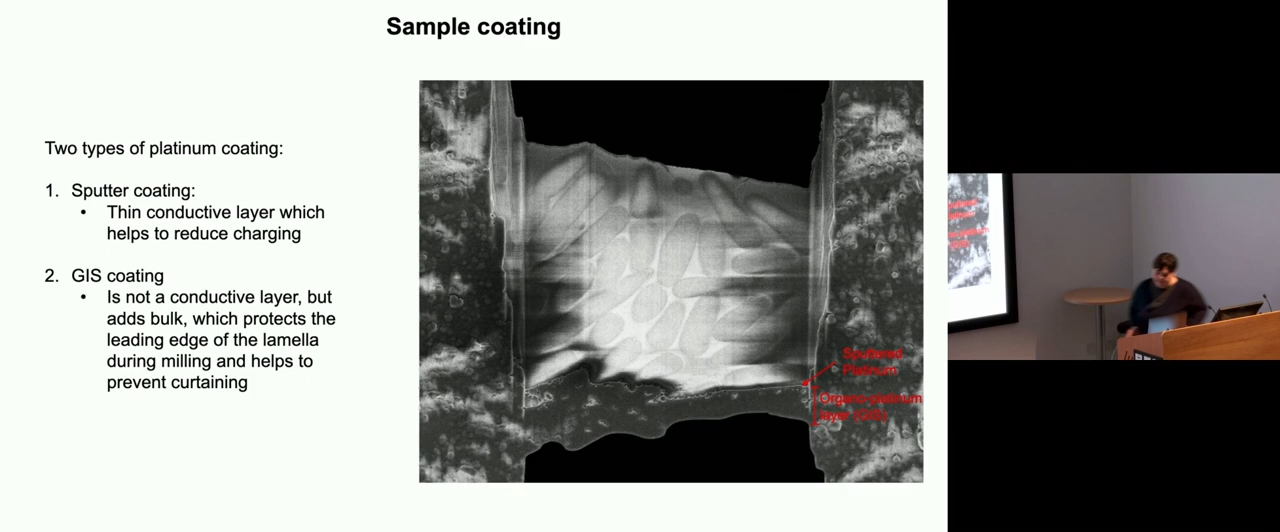 Sample coating
Two types of platinum coating:
1. Sputter coating:
• Thin conductive layer which
helps to reduce charging
2. GIS coating
• Is not a conductive layer, but
adds bulk, which protects the
leading edge of the lamella
during milling and helps to
prevent curtaining
Sputtered
Platinum
Organo platinum
layer (GIS)